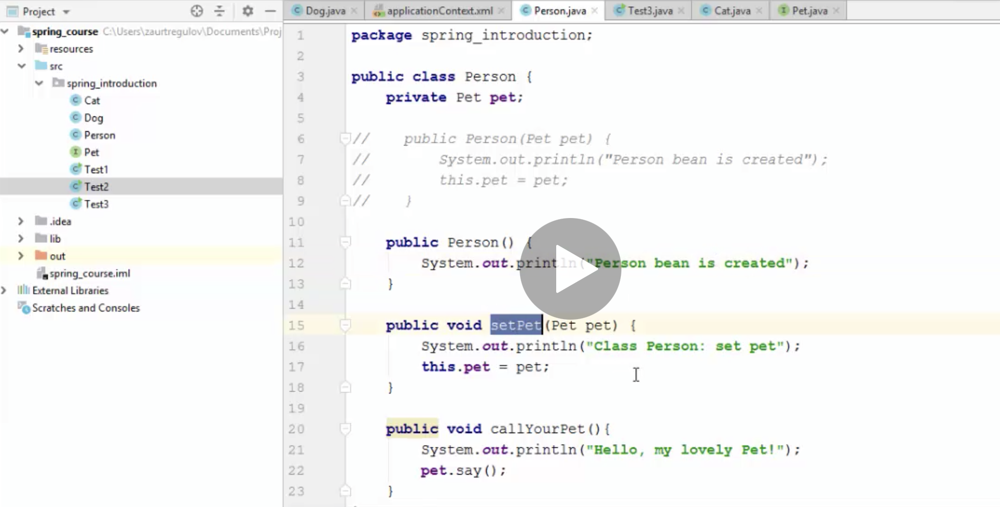 Project
spring_course C:\Users\zaurtregulov\Documents\Proj
resources
src
spring_introduction
Cat
Dog
Person
Pet
Test1
Test2
Test3
.idea
lib
out
spring_course.iml
External Libraries
Scratches and Consoles
Dog.java applicationContext.xml Person.java Test3.java Cat.java Pet.java
1 package spring_introduction;
2
3 public class Person {
4 private Pet pet;
5
6 // public Person(Pet pet) {
7 // System.out.println("Person bean is created");
8 // this.pet = pet;
9 // }
10
11 public Person() {
12 System.out.println("Person bean is created");
13 }
14
15 public void setPet(Pet pet) {
16 System.out.println("Class Person: set pet");
17 this.pet = pet;
18 }
19
20 public void callYourPet(){
21 System.out.println("Hello, my lovely Pet!");
22 pet.say();
23 }